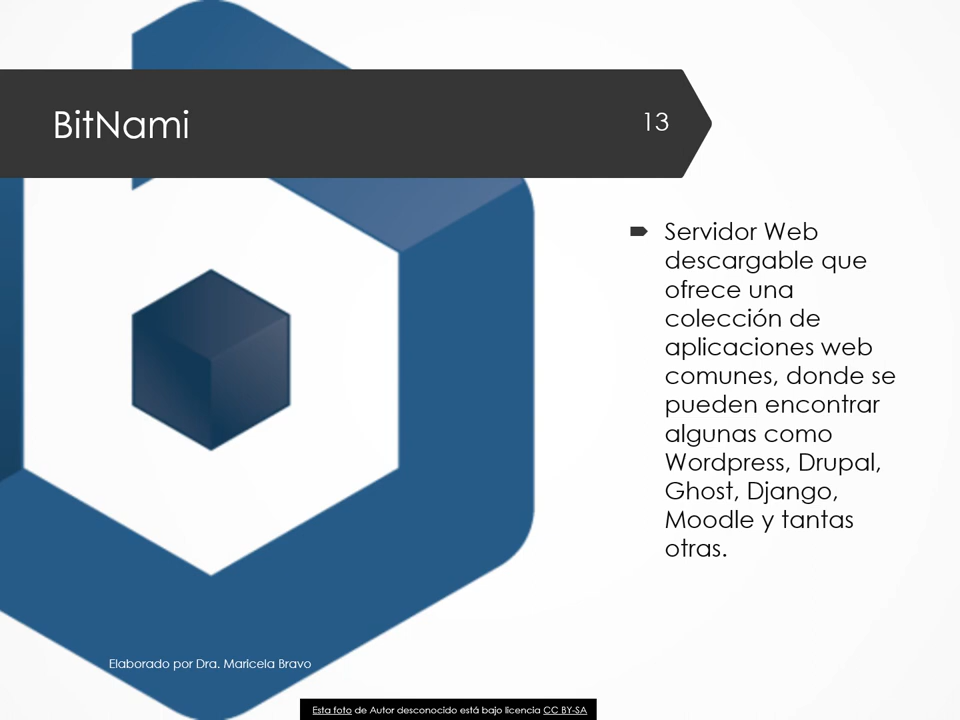 BitNami
13
Servidor Web
descargable que
ofrece una
colección de
aplicaciones web
comunes, donde se
pueden encontrar
algunas como
Wordpress, Drupal,
Ghost, Django,
Moodle y tantas
otras.
Elaborado por Dra. Maricela Bravo
Esta foto de Autor desconocido está bajo licencia CC BY-SA